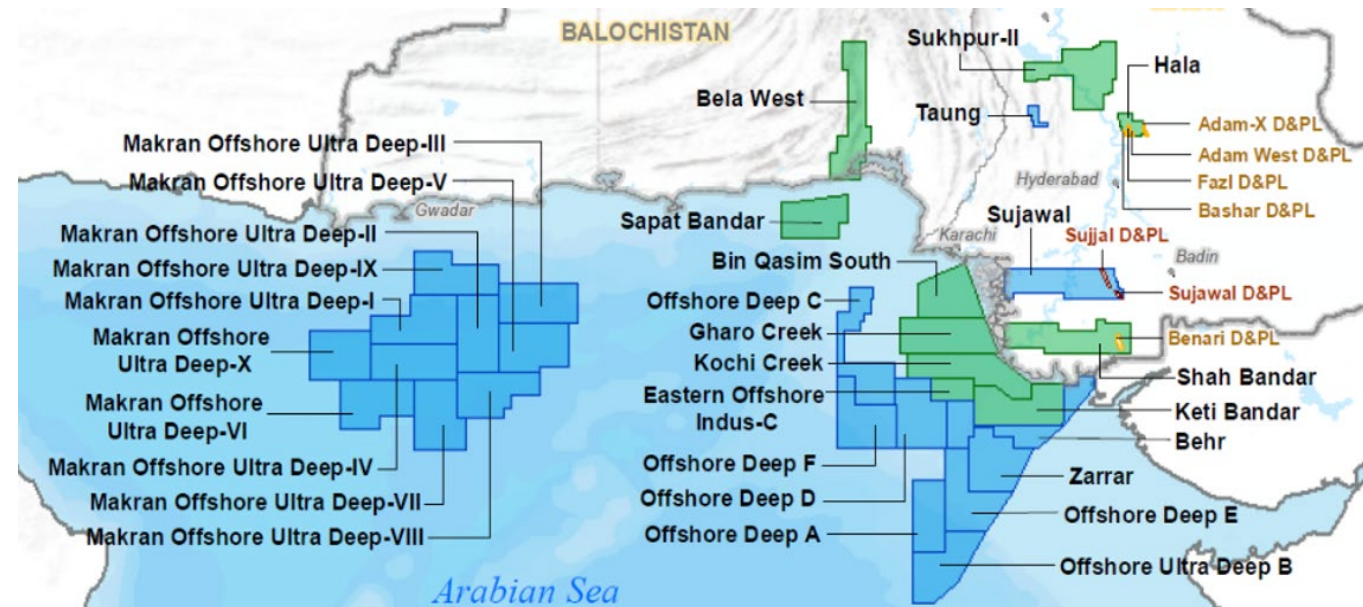 BALOCHISTAN
Sukhpur-II
Hala
Bela West
Taung
Adam-X D&PL
Makran Offshore Ultra Deep-III
Adam West D&PL
Makran Offshore Ultra Deep-V
Hyderabad
Fazl D&PL
Gwadar
Bashar D&PL
Sapat Bandar
Sujawal
Makran Offshore Ultra Deep-II
Karachi
Sujjal D&PL
Bin Qasim South
Badin
Makran Offshore Ultra Deep-IX
Offshore Deep C
Sujawal D&PL
Makran Offshore Ultra Deep-I
Gharo Creek
Makran Offshore
Ultra Deep-X
Benari D&PL
Kochi Creek
Shah Bandar
Eastern Offshore
Indus-C
Makran Offshore
Ultra Deep-VI
Keti Bandar
Behr
Makran Offshore Ultra Deep-IV
Offshore Deep F
Zarrar
Makran Offshore Ultra Deep-VII
Offshore Deep D
Offshore Deep E
Makran Offshore Ultra Deep-VIII
Offshore Deep A
Offshore Ultra Deep B
Arabian Sea